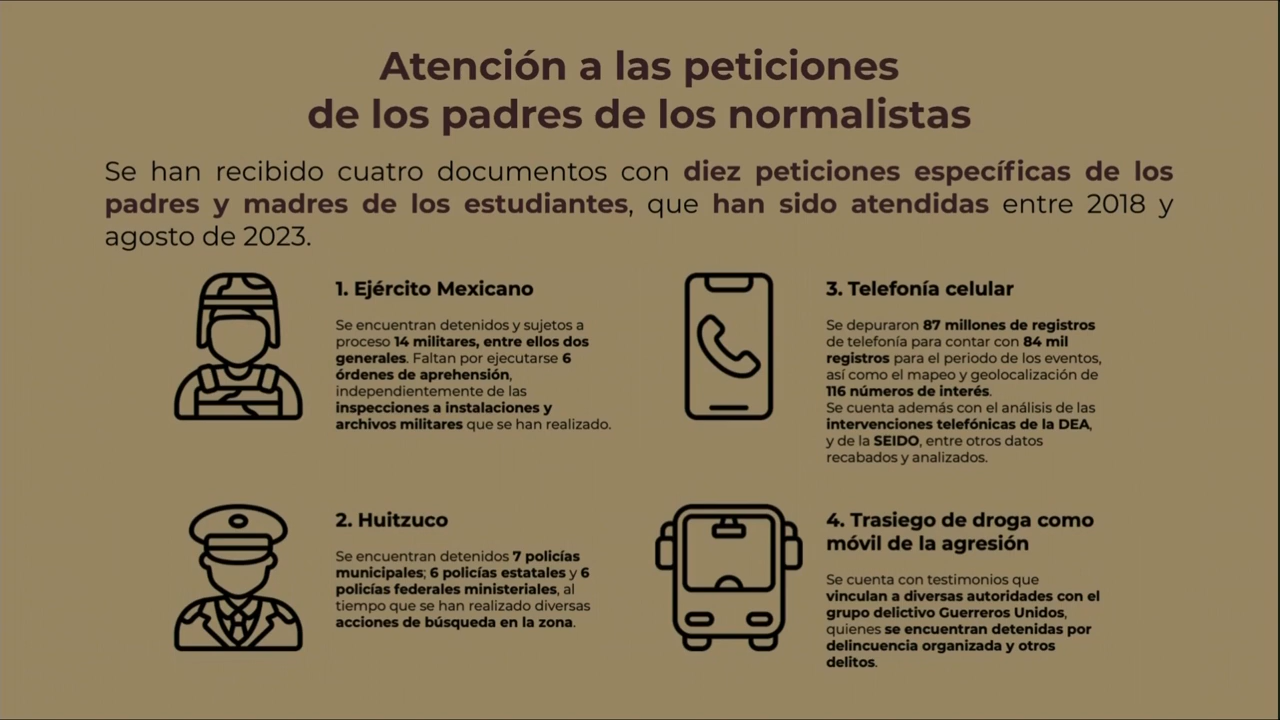 Atención a las peticiones
de los padres de los normalistas
Se han recibido cuatro documentos con diez peticiones específicas de los
padres y madres de los estudiantes, que han sido atendidas entre 2018 y
agosto de 2023.
1. Ejército Mexicano
Se encuentran detenidos y sujetos a
proceso 14 militares, entre ellos dos
generales. Faltan por ejecutarse 6
órdenes de aprehensión,
independientemente de las
inspecciones a instalaciones y
archivos militares que se han realizado.
2. Huitzuco
Se encuentran detenidos 7 policías
municipales; 6 policías estatales y 6
policías federales ministeriales, al
tiempo que se han realizado diversas
acciones de búsqueda en la zona.
3. Telefonía celular
Se depuraron 87 millones de registros
de telefonía para contar con 84 mil
registros para el periodo de los eventos,
así como el mapeo y geolocalización de
116 números de interés.
Se cuenta además con el análisis de las
intervenciones telefónicas de la DEA,
y de la SEIDO, entre otros datos
recabados y analizados.
4. Trasiego de droga como
móvil de la agresión
Se cuenta con testimonios que
vinculan a diversas autoridades con el
grupo delictivo Guerreros Unidos,
quienes se encuentran detenidas por
delincuencia organizada y otros
delitos.